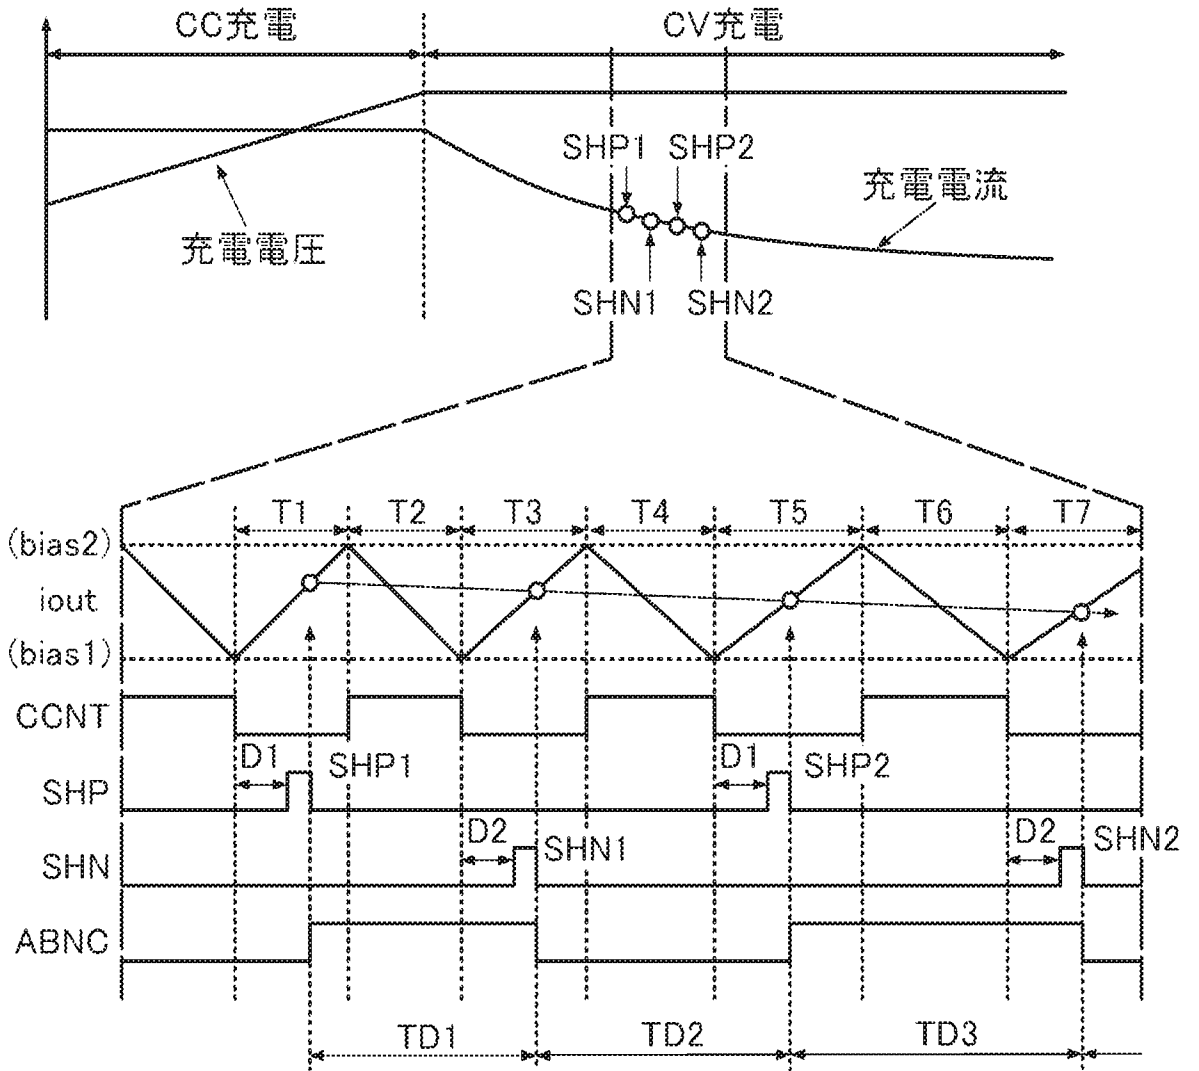 CC充電 CV充電
SHP1 SHP2
充電電流
充電電圧
SHN1 SHN2
T1 T2 T3 T4 T5 T6 T7
(bias2)
iout
(bias1)
CCNT
D1 SHP1 D1 SHP2
SHP
D2 SHN1 D2 SHN2
SHN
ABNC
TD1 TD2 TD3